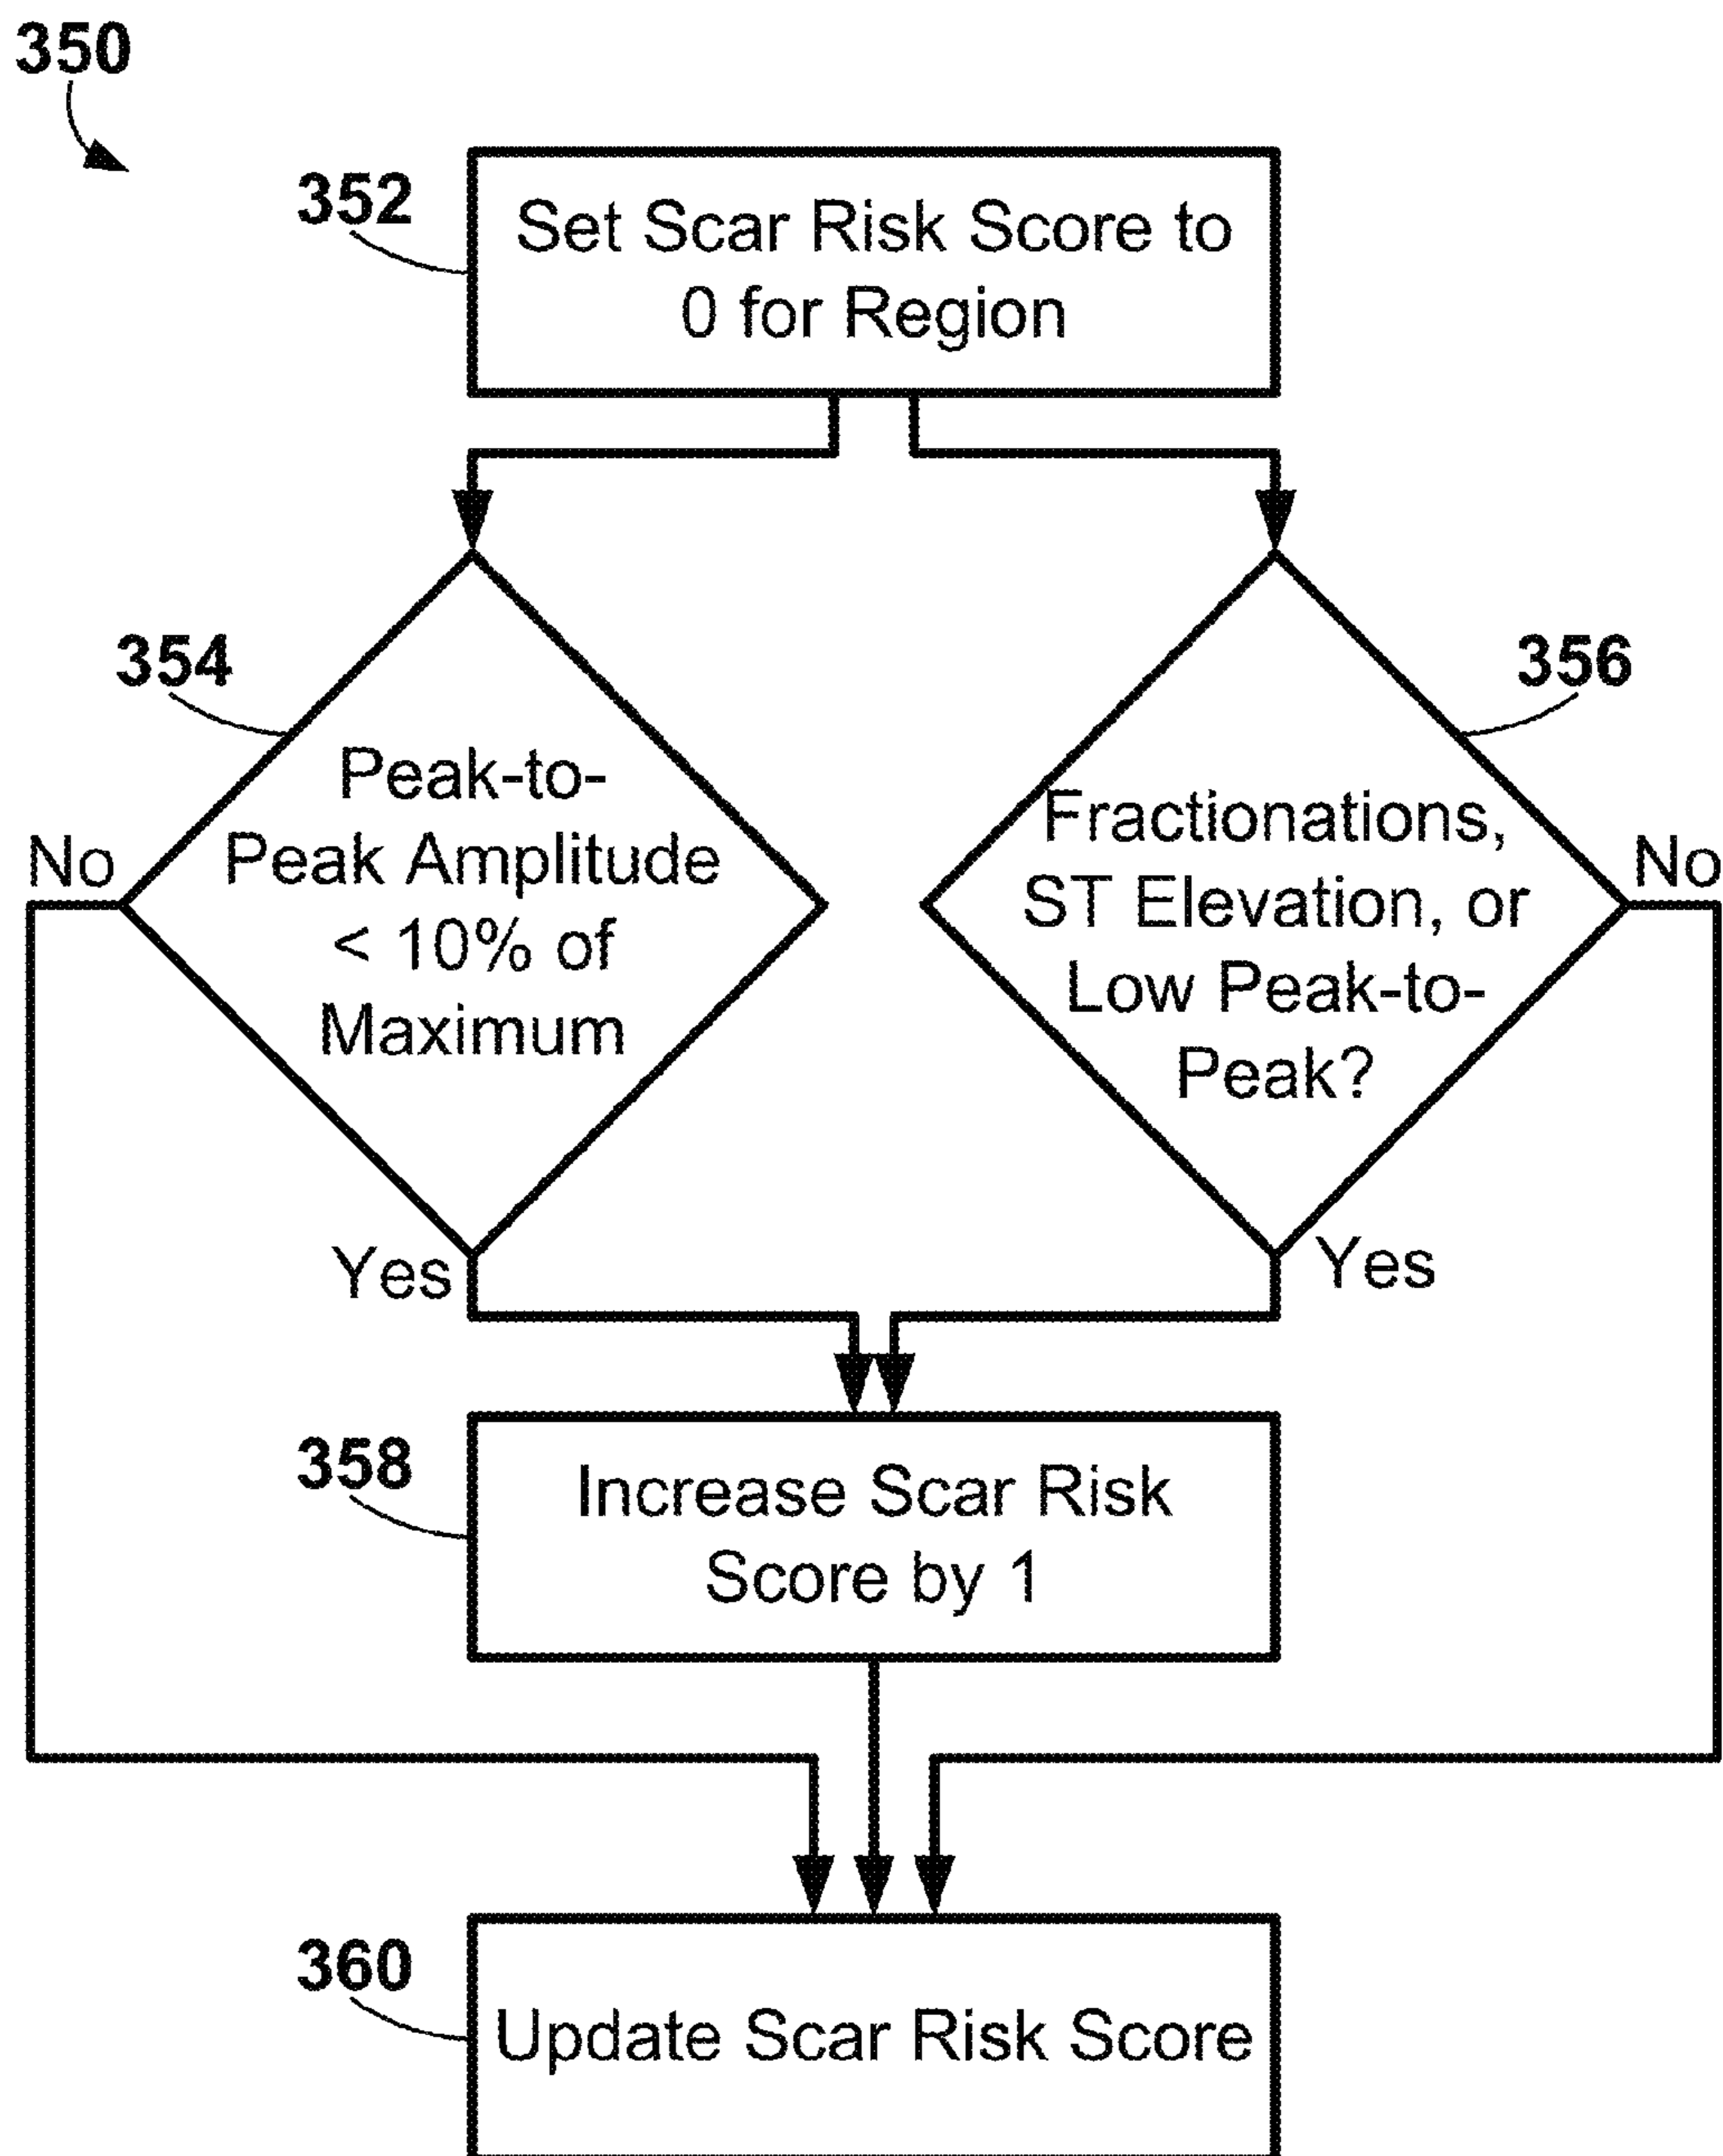 350
352
Set Scar Risk Score to
0 for Region
354
Peak-to-
Peak Amplitude
< 10% of
Maximum
No
Yes
356
Fractionations,
ST Elevation, or
Low Peak-to-
Peak?
No
Yes
358
Increase Scar Risk
Score by 1
360
Update Scar Risk Score